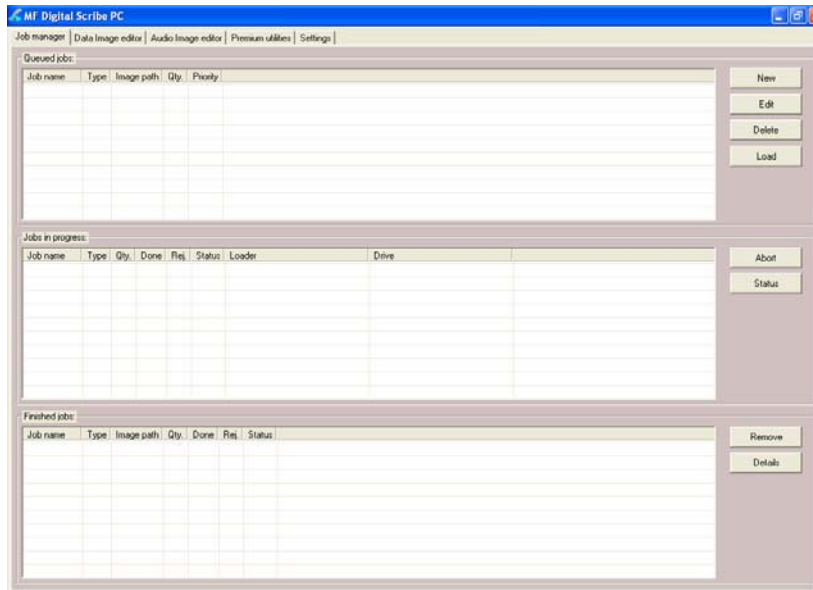 MF Digital Scribe PC
Job manager Data Image editor Audio Image editor Premium utilities Settings
Queued jobs:
Job name Type Image path Qty. Priority
New
Edit
Delete
Load
Jobs in progress:
Job name Type Qty. Done Rej. Status Loader Drive
Abort
Status
Finished jobs:
Job name Type Image path Qty. Done Rej. Status
Remove
Details